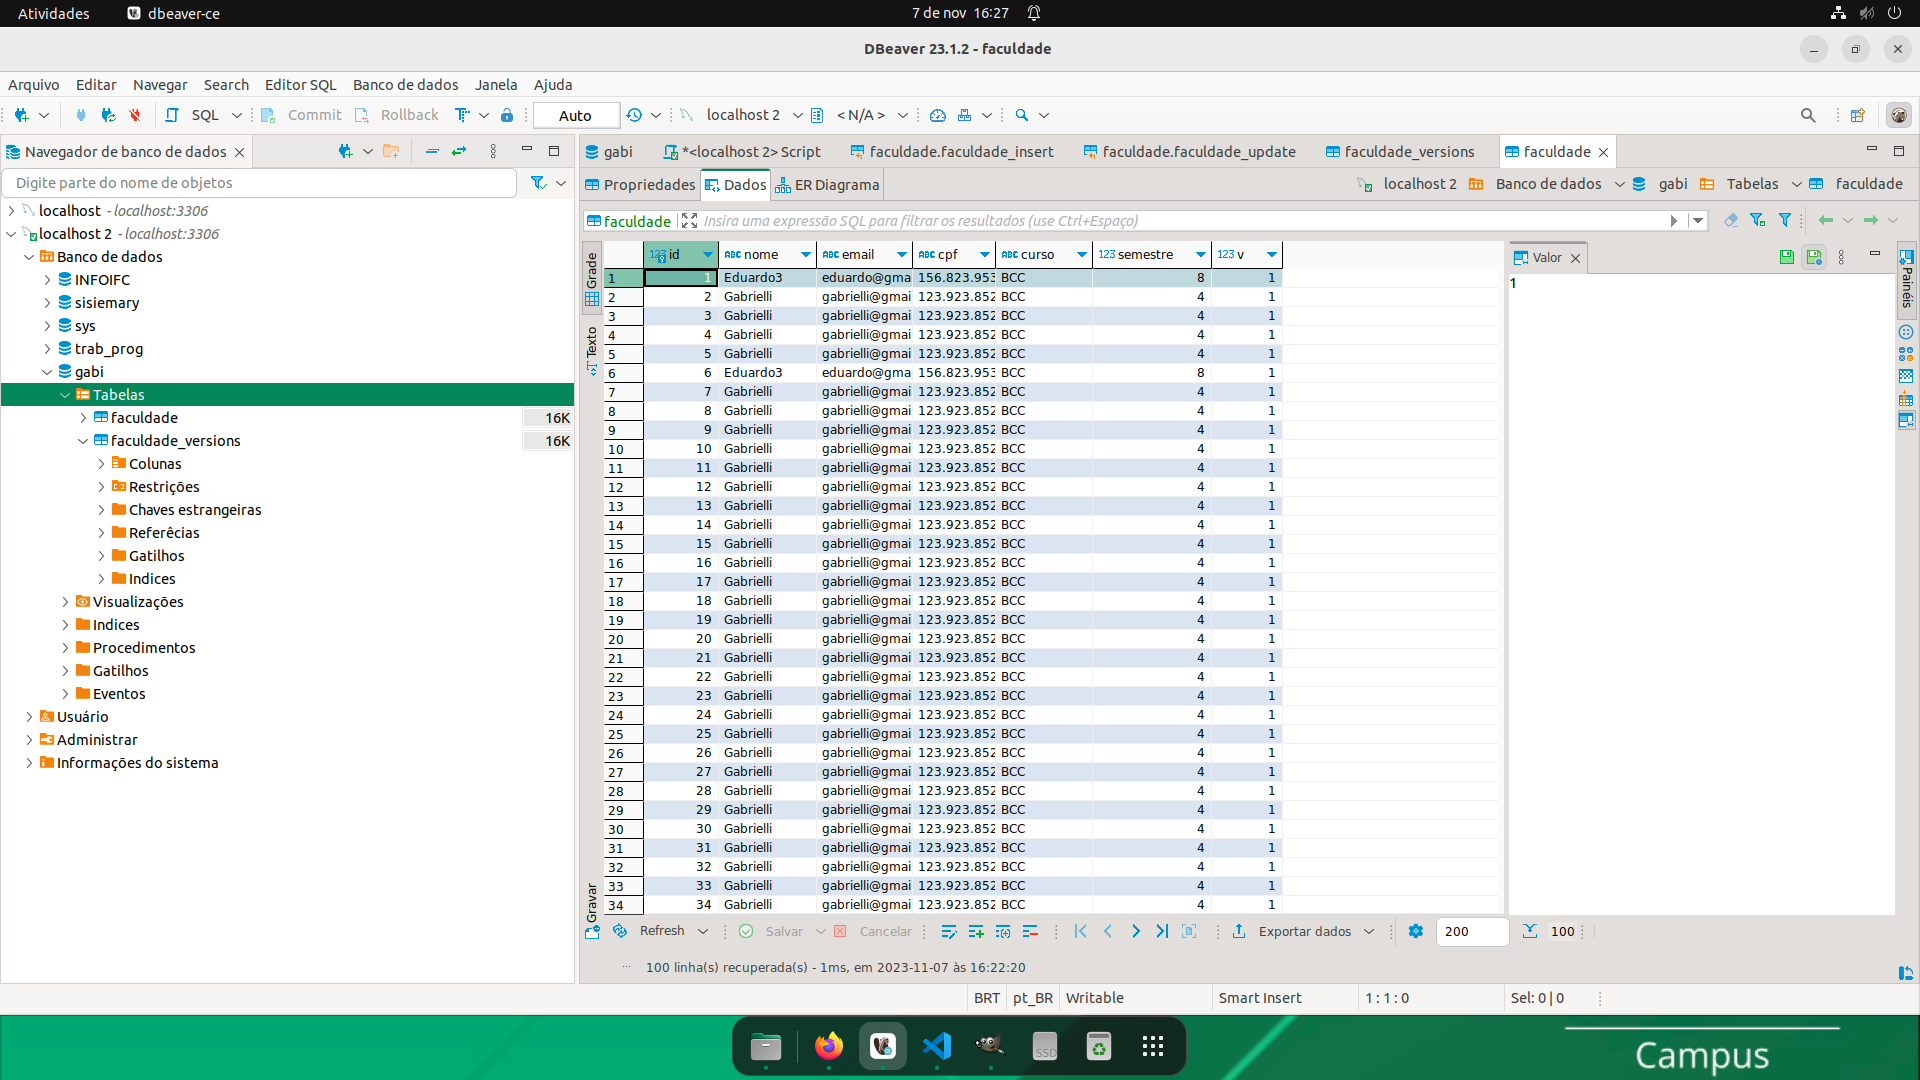 Atividades dbeaver-ce 7 de nov 16:27
DBeaver 23.1.2 - faculdade
Arquivo Editar Navegar Search Editor SQL Banco de dados Janela Ajuda
SQL Commit Rollback Auto localhost 2 < N/A >
Navegador de banco de dados
gabi *<localhost 2> Script faculdade.faculdade_insert faculdade.faculdade_update faculdade_versions faculdade
Digite parte do nome de objetos
Propriedades Dados ER Diagrama localhost 2 Banco de dados gabi Tabelas faculdade
faculdade Insira uma expressão SQL para filtrar os resultados (use Ctrl+Espaço)
localhost - localhost:3306
localhost 2 - localhost:3306
Banco de dados
INFOIFC
sisiemary
sys
trab_prog
gabi
Tabelas
faculdade 16K
faculdade_versions 16K
Colunas
Restrições
Chaves estrangeiras
Referêcias
Gatilhos
Indices
Visualizações
Indices
Procedimentos
Gatilhos
Eventos
Usuário
Administrar
Informações do sistema
Grade
Texto
Gravar
123 id ABC nome ABC email ABC cpf ABC curso 123 semestre 123 v
1 1 Eduardo3 eduardo@gma 156.823.953 BCC 8 1
2 2 Gabrielli gabrielli@gmai 123.923.852 BCC 4 1
3 3 Gabrielli gabrielli@gmai 123.923.852 BCC 4 1
4 4 Gabrielli gabrielli@gmai 123.923.852 BCC 4 1
5 5 Gabrielli gabrielli@gmai 123.923.852 BCC 4 1
6 6 Eduardo3 eduardo@gma 156.823.953 BCC 8 1
7 7 Gabrielli gabrielli@gmai 123.923.852 BCC 4 1
8 8 Gabrielli gabrielli@gmai 123.923.852 BCC 4 1
9 9 Gabrielli gabrielli@gmai 123.923.852 BCC 4 1
10 10 Gabrielli gabrielli@gmai 123.923.852 BCC 4 1
11 11 Gabrielli gabrielli@gmai 123.923.852 BCC 4 1
12 12 Gabrielli gabrielli@gmai 123.923.852 BCC 4 1
13 13 Gabrielli gabrielli@gmai 123.923.852 BCC 4 1
14 14 Gabrielli gabrielli@gmai 123.923.852 BCC 4 1
15 15 Gabrielli gabrielli@gmai 123.923.852 BCC 4 1
16 16 Gabrielli gabrielli@gmai 123.923.852 BCC 4 1
17 17 Gabrielli gabrielli@gmai 123.923.852 BCC 4 1
18 18 Gabrielli gabrielli@gmai 123.923.852 BCC 4 1
19 19 Gabrielli gabrielli@gmai 123.923.852 BCC 4 1
20 20 Gabrielli gabrielli@gmai 123.923.852 BCC 4 1
21 21 Gabrielli gabrielli@gmai 123.923.852 BCC 4 1
22 22 Gabrielli gabrielli@gmai 123.923.852 BCC 4 1
23 23 Gabrielli gabrielli@gmai 123.923.852 BCC 4 1
24 24 Gabrielli gabrielli@gmai 123.923.852 BCC 4 1
25 25 Gabrielli gabrielli@gmai 123.923.852 BCC 4 1
26 26 Gabrielli gabrielli@gmai 123.923.852 BCC 4 1
27 27 Gabrielli gabrielli@gmai 123.923.852 BCC 4 1
28 28 Gabrielli gabrielli@gmai 123.923.852 BCC 4 1
29 29 Gabrielli gabrielli@gmai 123.923.852 BCC 4 1
30 30 Gabrielli gabrielli@gmai 123.923.852 BCC 4 1
31 31 Gabrielli gabrielli@gmai 123.923.852 BCC 4 1
32 32 Gabrielli gabrielli@gmai 123.923.852 BCC 4 1
33 33 Gabrielli gabrielli@gmai 123.923.852 BCC 4 1
34 34 Gabrielli gabrielli@gmai 123.923.852 BCC 4 1
Valor
1
Painéis
Refresh Salvar Cancelar Exportar dados 200 100
100 linha(s) recuperada(s) - 1ms, em 2023-11-07 às 16:22:20
BRT pt_BR Writable Smart Insert 1 : 1 : 0 Sel: 0 | 0
SSD
Campus